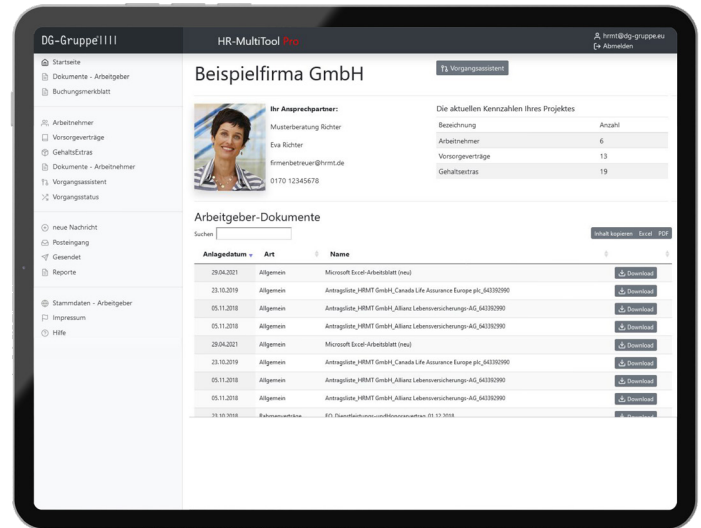 DG-Gruppe
HR-MultiTool Pro
hrmt@dg-gruppe.eu
Abmelden
Startseite
Dokumente - Arbeitgeber
Buchungsmerkblatt
Arbeitnehmer
Vorsorgeverträge
GehaltsExtras
Dokumente - Arbeitnehmer
Vorgangsassistent
Vorgangsstatus
neue Nachricht
Posteingang
Gesendet
Reporte
Stammdaten - Arbeitgeber
Impressum
Hilfe
Beispielfirma GmbH
Vorgangsassistent
Ihr Ansprechpartner:
Musterberatung Richter
Eva Richter
firmenbetreuer@hrmt.de
0170 12345678
Die aktuellen Kennzahlen Ihres Projektes
Bezeichnung Anzahl
Arbeitnehmer 6
Vorsorgeverträge 13
Gehaltsextras 19
Arbeitgeber-Dokumente
Suchen
Inhalt kopieren Excel PDF
Anlagedatum Art Name
29.04.2021 Allgemein Microsoft Excel-Arbeitsblatt (neu) Download
23.10.2019 Allgemein Antragsliste_HRMT GmbH_Canada Life Assurance Europe plc_643392990 Download
05.11.2018 Allgemein Antragsliste_HRMT GmbH_Allianz Lebensversicherungs-AG_643392990 Download
05.11.2018 Allgemein Antragsliste_HRMT GmbH_Allianz Lebensversicherungs-AG_643392990 Download
29.04.2021 Allgemein Microsoft Excel-Arbeitsblatt (neu) Download
23.10.2019 Allgemein Antragsliste_HRMT GmbH_Canada Life Assurance Europe plc_643392990 Download
05.11.2018 Allgemein Antragsliste_HRMT GmbH_Allianz Lebensversicherungs-AG_643392990 Download
05.11.2018 Allgemein Antragsliste_HRMT GmbH_Allianz Lebensversicherungs-AG_643392990 Download
23.10.2018 Rahmenverträge Download